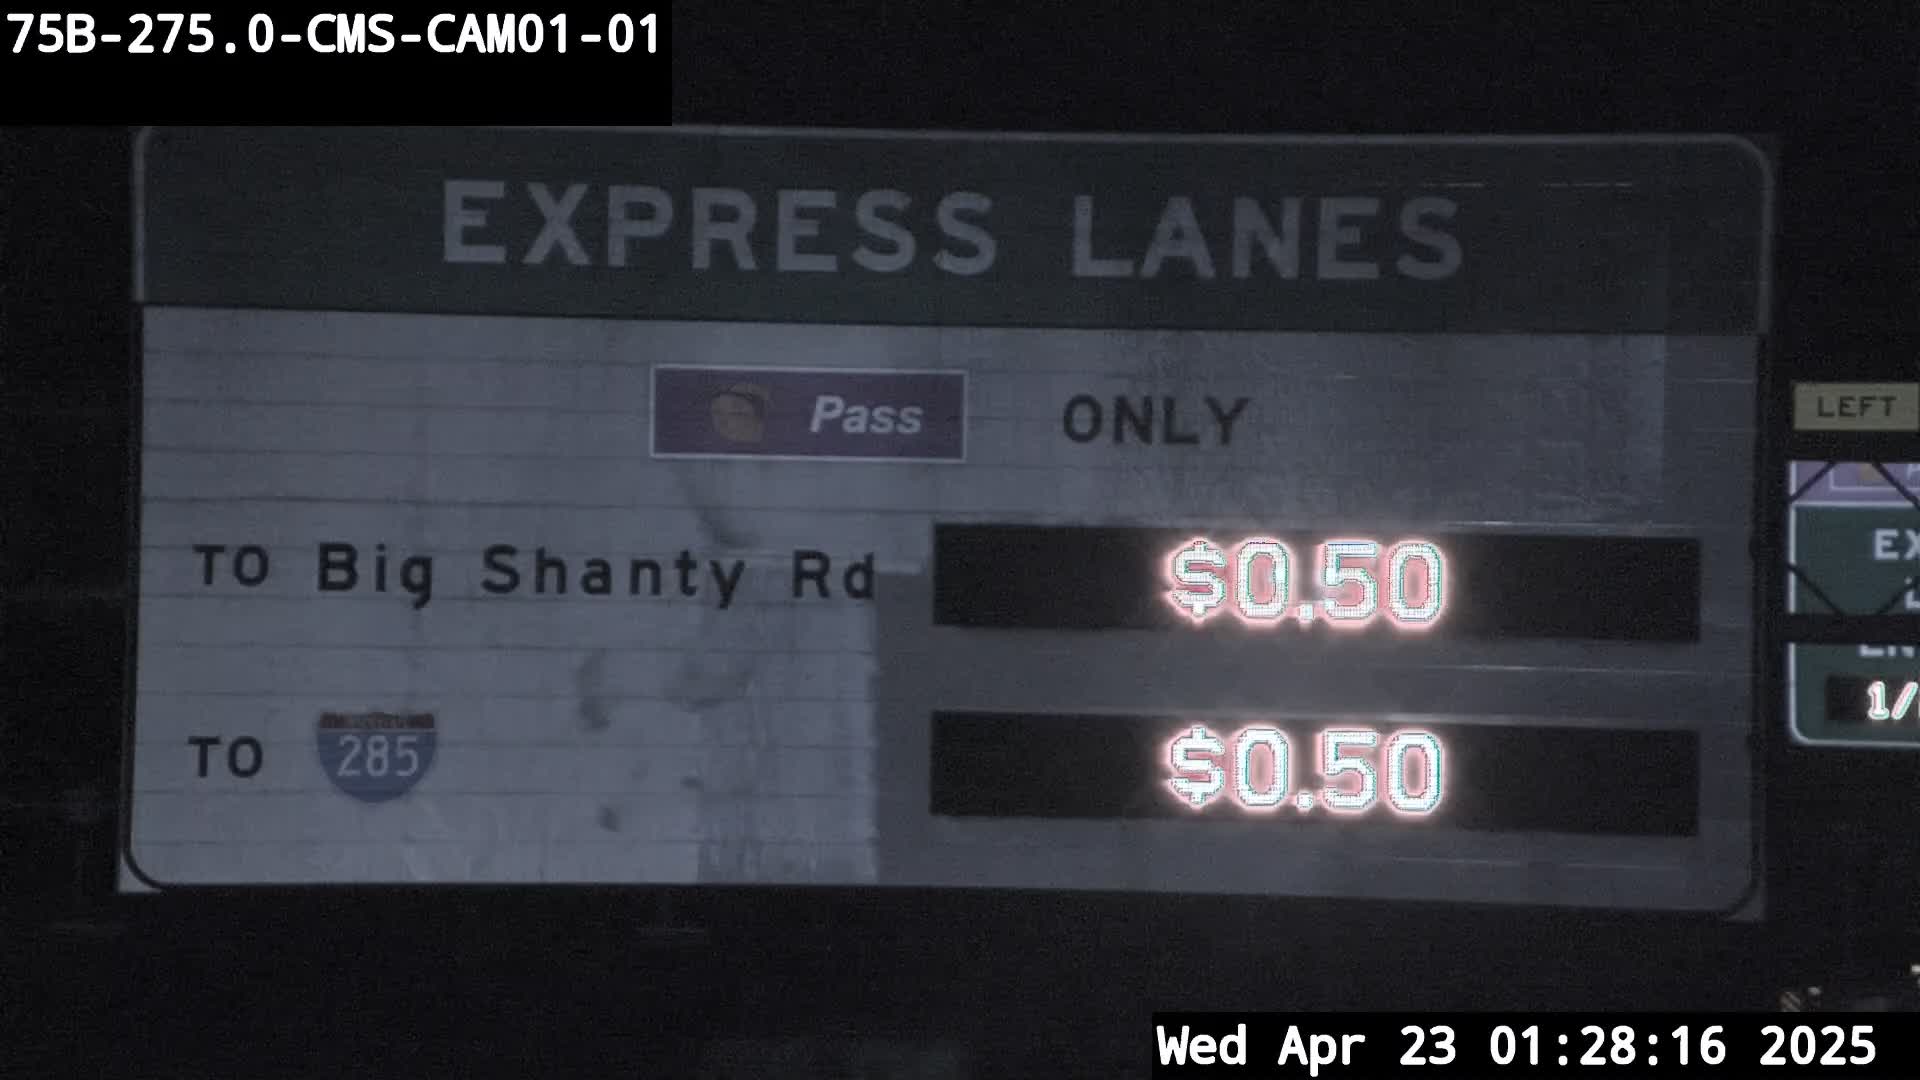 75B-275.0-CMS-CAM01-01
EXPRESS LANES
Pass ONLY
TO Big Shanty Rd $0.50
TO 285 $0.50
LEFT
1/
Wed Apr 23 01:28:16 2025